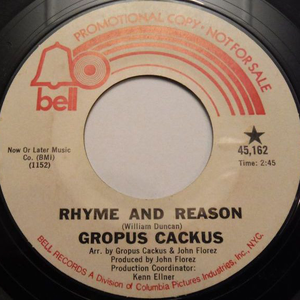 PROMOTIONAL COPY - NOT FOR SALE
bell
Now Or Later Music
Co. (BMI)
(1152)
45,162
Time: 2:45
RHYME AND REASON
(William Duncan)
GROPUS CACKUS
Arr. by Gropus Cackus & John Florez
Produced by John Florez
Production Coordinator:
Kenn Ellner
BELL RECORDS A Division of Columbia Pictures Industries, Inc., N.Y.C.